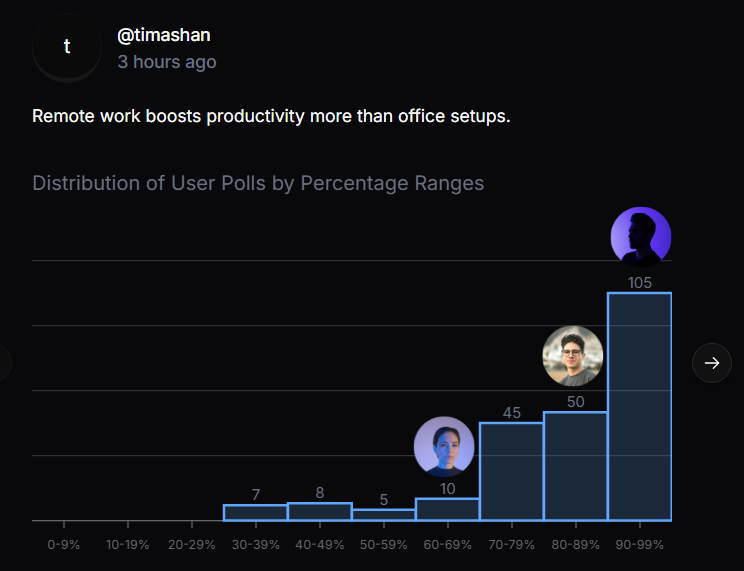 t
@timashan
3 hours ago
Remote work boosts productivity more than office setups.
Distribution of User Polls by Percentage Ranges
105
50
45
10
8
7
5
0-9% 10-19% 20-29% 30-39% 40-49% 50-59% 60-69% 70-79% 80-89% 90-99%